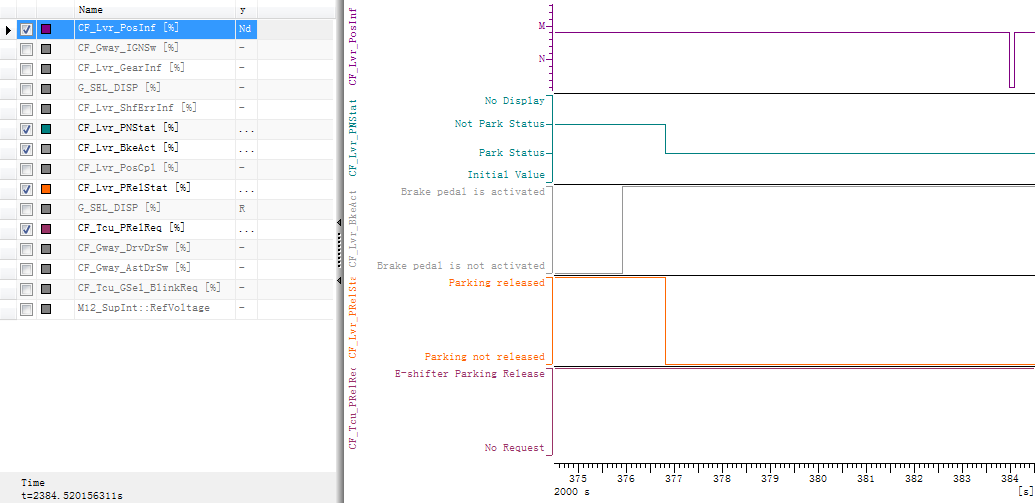 Name y
CF_Lvr_PosInf [%] Nd
CF_Gway_IGNSw [%] -
CF_Lvr_GearInf [%] -
G_SEL_DISP [%] -
CF_Lvr_ShfErrInf [%] -
CF_Lvr_PNStat [%] ...
CF_Lvr_BkeAct [%] ...
CF_Lvr_PosCpl [%] -
CF_Lvr_PRelStat [%] ...
G_SEL_DISP [%] R
CF_Tcu_PRelReq [%] ...
CF_Gway_DrvDrSw [%] -
CF_Gway_AstDrSw [%] -
CF_Tcu_GSel_BlinkReq [%] -
M12_SupInt::RefVoltage -
Time
t=2384.520156311s
CF_Lvr_PosInf
M
N
CF_Lvr_PNStat
No Display
Not Park Status
Park Status
Initial Value
CF_Lvr_BkeAct
Brake pedal is activated
Brake pedal is not activated
CF_Lvr_PRelSta
Parking released
Parking not released
CF_Tcu_PRelRec
E-shifter Parking Release
No Request
375 376 377 378 379 380 381 382 383 384
2000 s [s]